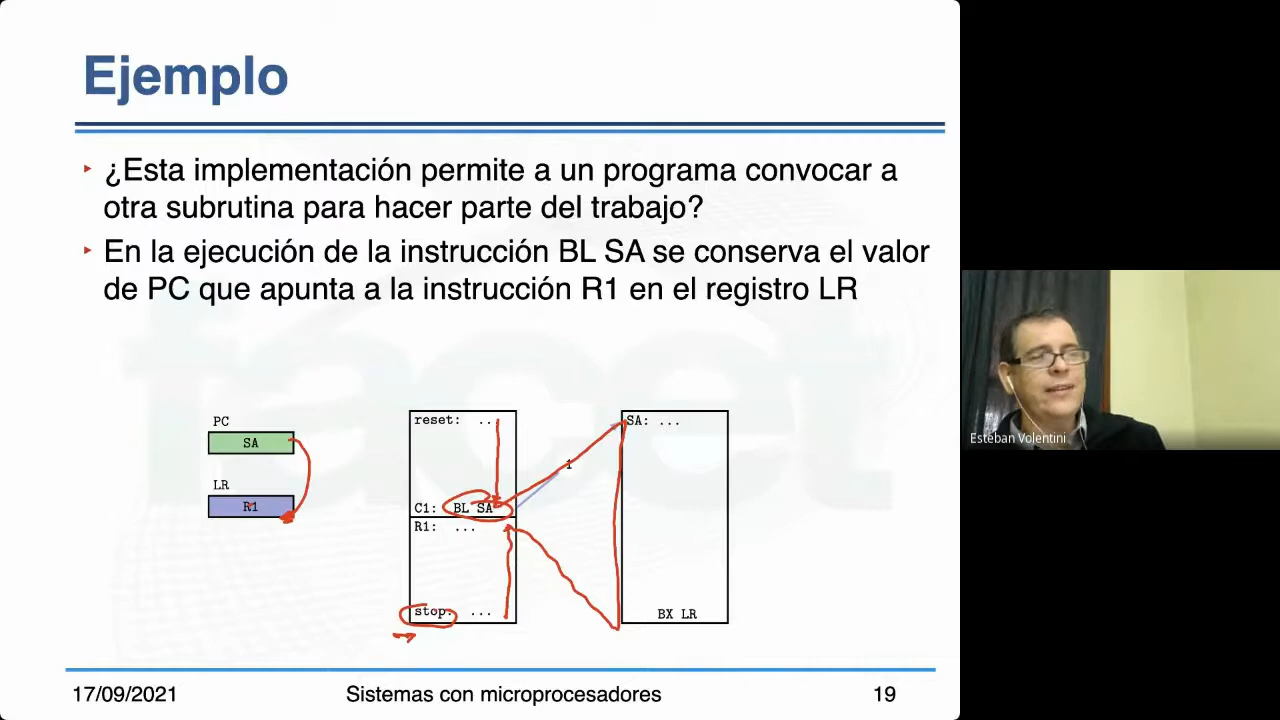 Ejemplo
¿Esta implementación permite a un programa convocar a
otra subrutina para hacer parte del trabajo?
En la ejecución de la instrucción BL SA se conserva el valor
de PC que apunta a la instrucción R1 en el registro LR
PC
SA
LR
R1
reset: ...
C1: BL SA
R1: ...
stop: ...
1
SA: ...
BX LR
Esteban Volentini
17/09/2021 Sistemas con microprocesadores 19